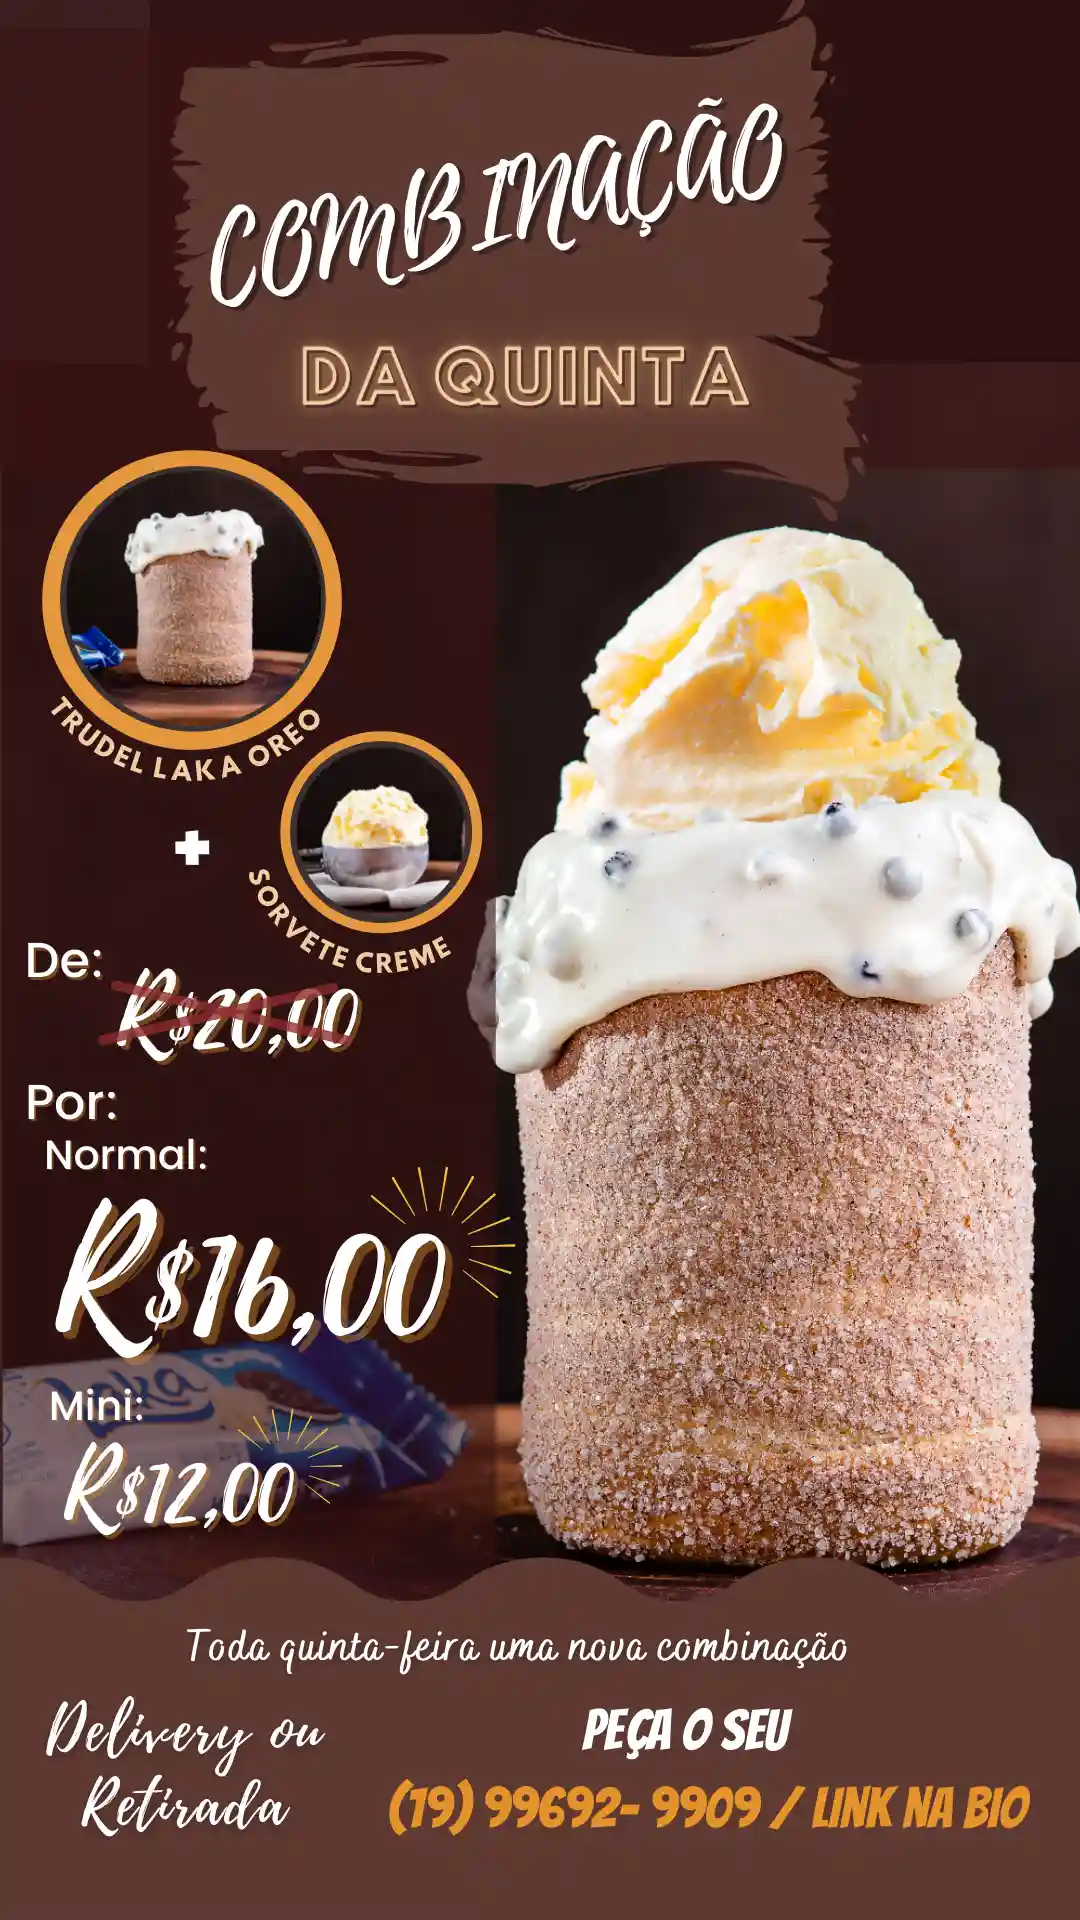 COMBINAÇÃO
DA QUINTA
TRUDEL LAKA OREO
+
SORVETE CREME
De:
R$20,00
Por:
Normal:
R$16,00
Laka
Mini:
R$12,00
Toda quinta-feira uma nova combinação
Delivery ou
Retirada
PEÇA O SEU
(19) 99692- 9909 / LINK NA BIO